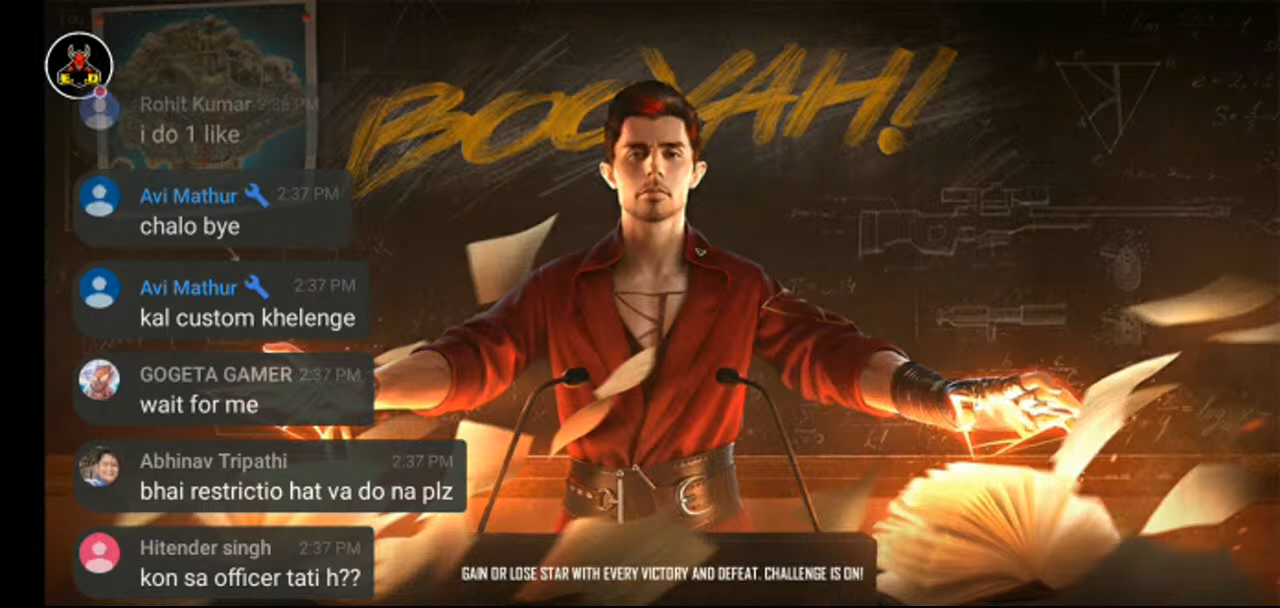 BOOYAH!
E D
Rohit Kumar 2:36 PM
i do 1 like
Avi Mathur 2:37 PM
chalo bye
Avi Mathur 2:37 PM
kal custom khelenge
GOGETA GAMER 2:37 PM
wait for me
Abhinav Tripathi 2:37 PM
bhai restrictio hat va do na plz
Hitender singh 2:37 PM
kon sa officer tati h??
GAIN OR LOSE STAR WITH EVERY VICTORY AND DEFEAT. CHALLENGE IS ON!